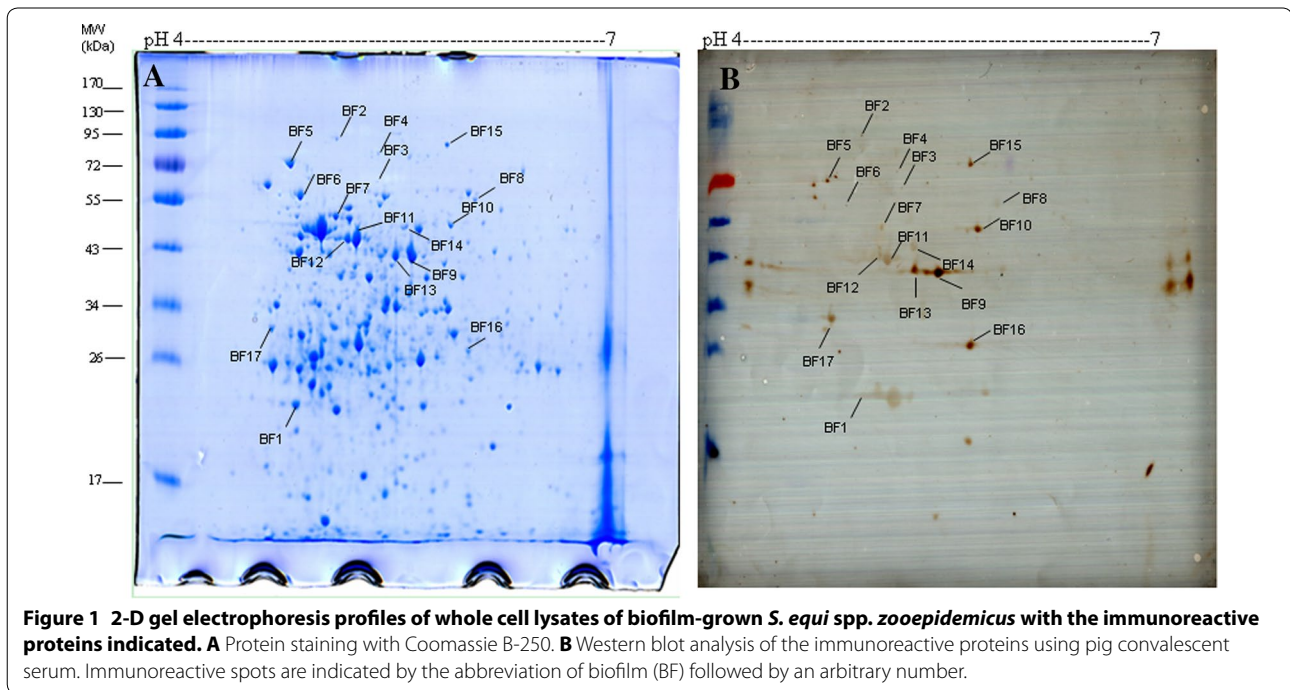 MW
(kDa)
pH 4---------------------------------------------7
pH 4---------------------------------------------7
A
170
130
95
72
55
43
34
26
17
BF2
BF4
BF5
BF15
BF3
BF6
BF7
BF8
BF11
BF10
BF14
BF12
BF9
BF13
BF16
BF17
BF1
B
BF2
BF4
BF5
BF3
BF15
BF6
BF8
BF7
BF10
BF11
BF14
BF12
BF9
BF13
BF16
BF17
BF1
Figure 1 2-D gel electrophoresis profiles of whole cell lysates of biofilm-grown S. equi spp. zooepidemicus with the immunoreactive
proteins indicated. A Protein staining with Coomassie B-250. B Western blot analysis of the immunoreactive proteins using pig convalescent
serum. Immunoreactive spots are indicated by the abbreviation of biofilm (BF) followed by an arbitrary number.